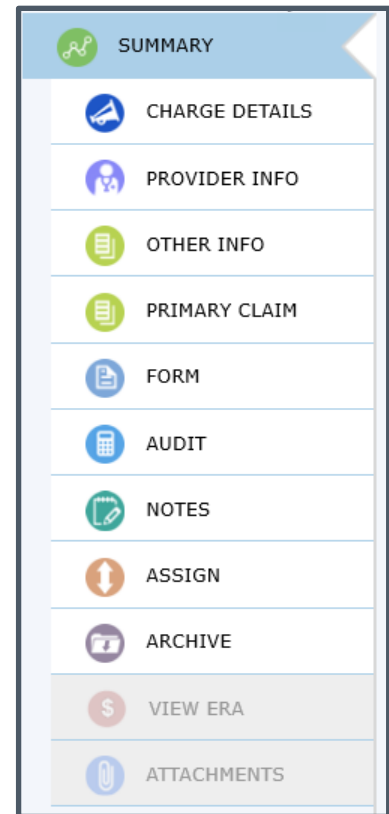 SUMMARY
CHARGE DETAILS
PROVIDER INFO
OTHER INFO
PRIMARY CLAIM
FORM
AUDIT
NOTES
ASSIGN
ARCHIVE
$ VIEW ERA
ATTACHMENTS